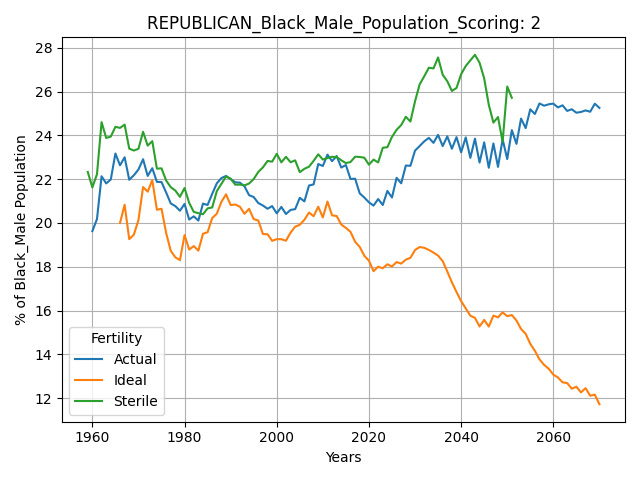 REPUBLICAN_Black_Male_Population_Scoring: 2
28
26
24
22
20
18
16
14
12
% of Black_Male Population
Fertility
Actual
Ideal
Sterile
1960 1980 2000 2020 2040 2060
Years